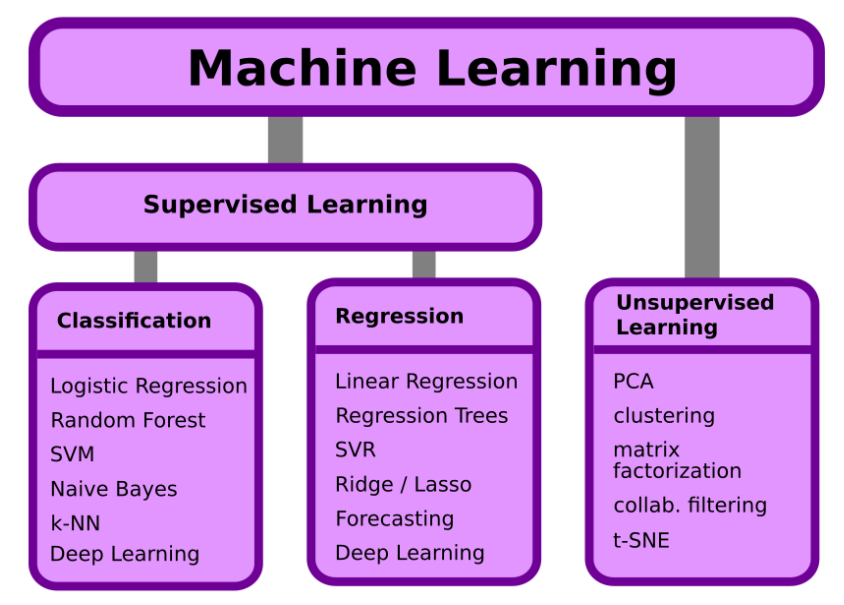 Machine Learning
Supervised Learning
Classification
Logistic Regression
Random Forest
SVM
Naive Bayes
k-NN
Deep Learning
Regression
Linear Regression
Regression Trees
SVR
Ridge / Lasso
Forecasting
Deep Learning
Unsupervised
Learning
PCA
clustering
matrix
factorization
collab. filtering
t-SNE